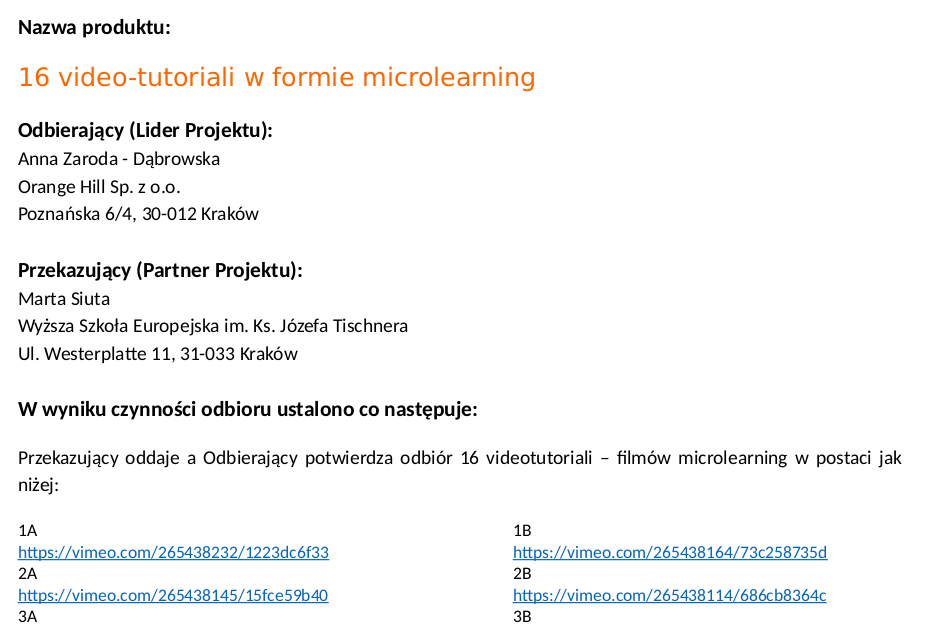 Nazwa produktu:
16 video-tutoriali w formie microlearning
Odbierający (Lider Projektu):
Anna Zaroda - Dąbrowska
Orange Hill Sp. z o.o.
Poznańska 6/4, 30-012 Kraków
Przekazujący (Partner Projektu):
Marta Siuta
Wyższa Szkoła Europejska im. Ks. Józefa Tischnera
Ul. Westerplatte 11, 31-033 Kraków
W wyniku czynności odbioru ustalono co następuje:
Przekazujący oddaje a Odbierający potwierdza odbiór 16 videotutoriali – filmów microlearning w postaci jak
niżej:
1A
https://vimeo.com/265438232/1223dc6f33
2A
https://vimeo.com/265438145/15fce59b40
3A
1B
https://vimeo.com/265438164/73c258735d
2B
https://vimeo.com/265438114/686cb8364c
3B